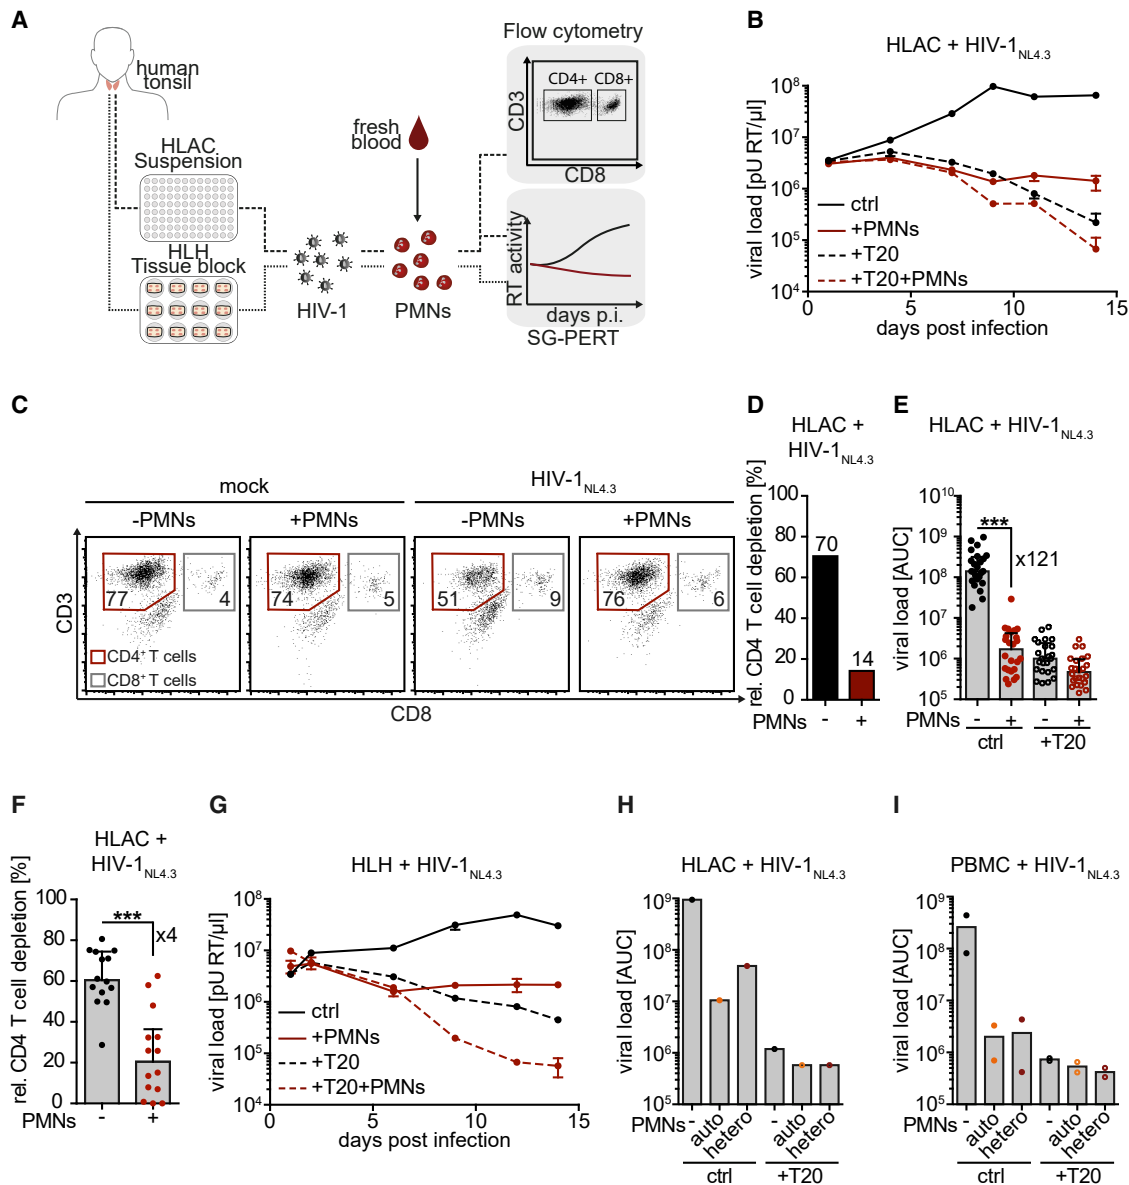 A
human
tonsil
HLAC
Suspension
HLH
Tissue block
HIV-1
fresh
blood
PMNs
Flow cytometry
CD4+ CD8+
CD3
CD8
RT activity
days p.i.
SG-PERT
B
HLAC + HIV-1NL4.3
viral load [pU RT/µl]
10^8
10^7
10^6
10^5
10^4
ctrl
+PMNs
+T20
+T20+PMNs
0 5 10 15
days post infection
C
mock
HIV-1NL4.3
-PMNs +PMNs -PMNs +PMNs
CD3
77 4
74 5
51 9
76 6
CD4+ T cells
CD8+ T cells
CD8
D
HLAC +
HIV-1NL4.3
rel. CD4 T cell depletion [%]
100
80
60
40
20
0
70
14
PMNs - +
E
HLAC + HIV-1NL4.3
viral load [AUC]
10^10
10^9
10^8
10^7
10^6
10^5
***
x121
PMNs - + - +
ctrl +T20
F
HLAC +
HIV-1NL4.3
rel. CD4 T cell depletion [%]
100
80
60
40
20
0
***
x4
PMNs - +
G
HLH + HIV-1NL4.3
viral load [pU RT/µl]
10^8
10^7
10^6
10^5
10^4
ctrl
+PMNs
+T20
+T20+PMNs
0 5 10 15
days post infection
H
HLAC + HIV-1NL4.3
viral load [AUC]
10^9
10^8
10^7
10^6
10^5
PMNs - auto hetero - auto hetero
ctrl +T20
I
PBMC + HIV-1NL4.3
viral load [AUC]
10^9
10^8
10^7
10^6
10^5
PMNs - auto hetero - auto hetero
ctrl +T20